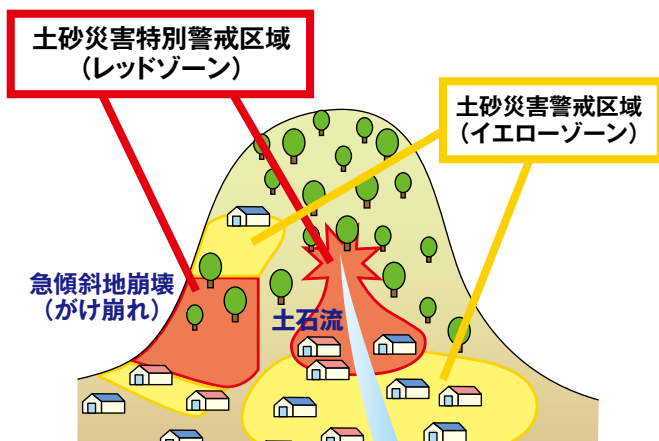 土砂災害特別警戒区域
（レッドゾーン）
土砂災害警戒区域
（イエローゾーン）
急傾斜地崩壊
（がけ崩れ）
土石流